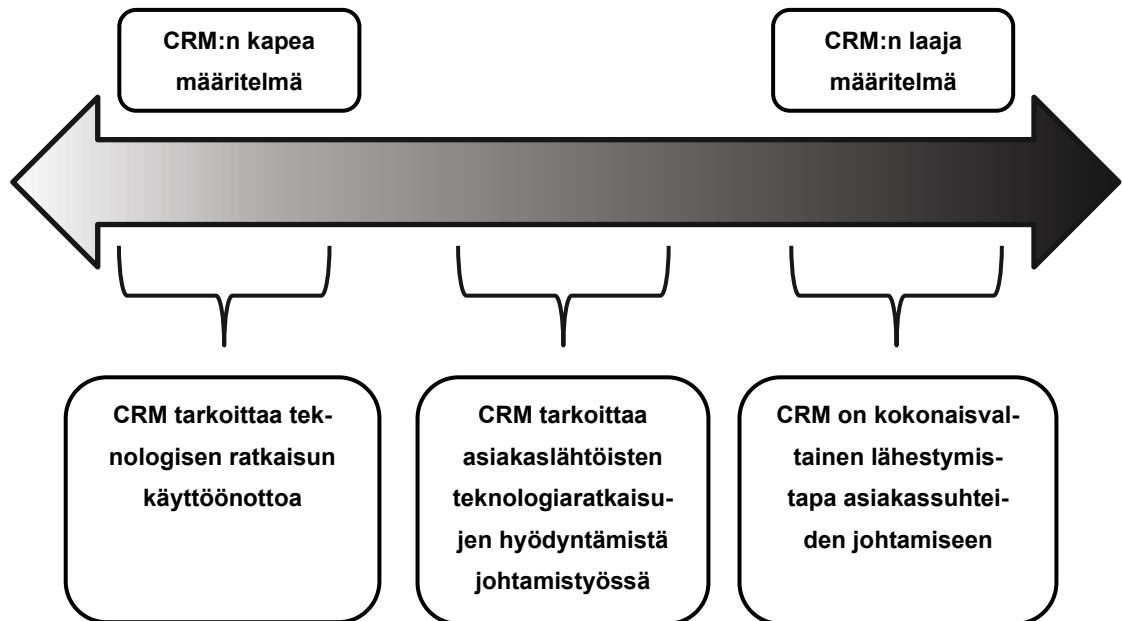 CRM:n kapea
määritelmä
CRM:n laaja
määritelmä
CRM tarkoittaa tek-
nologisen ratkaisun
käyttöönottoa
CRM tarkoittaa
asiakaslähtöisten
teknologiaratkaisu-
jen hyödyntämistä
johtamistyössä
CRM on kokonaisval-
tainen lähestymis-
tapa asiakassuhtei-
den johtamiseen